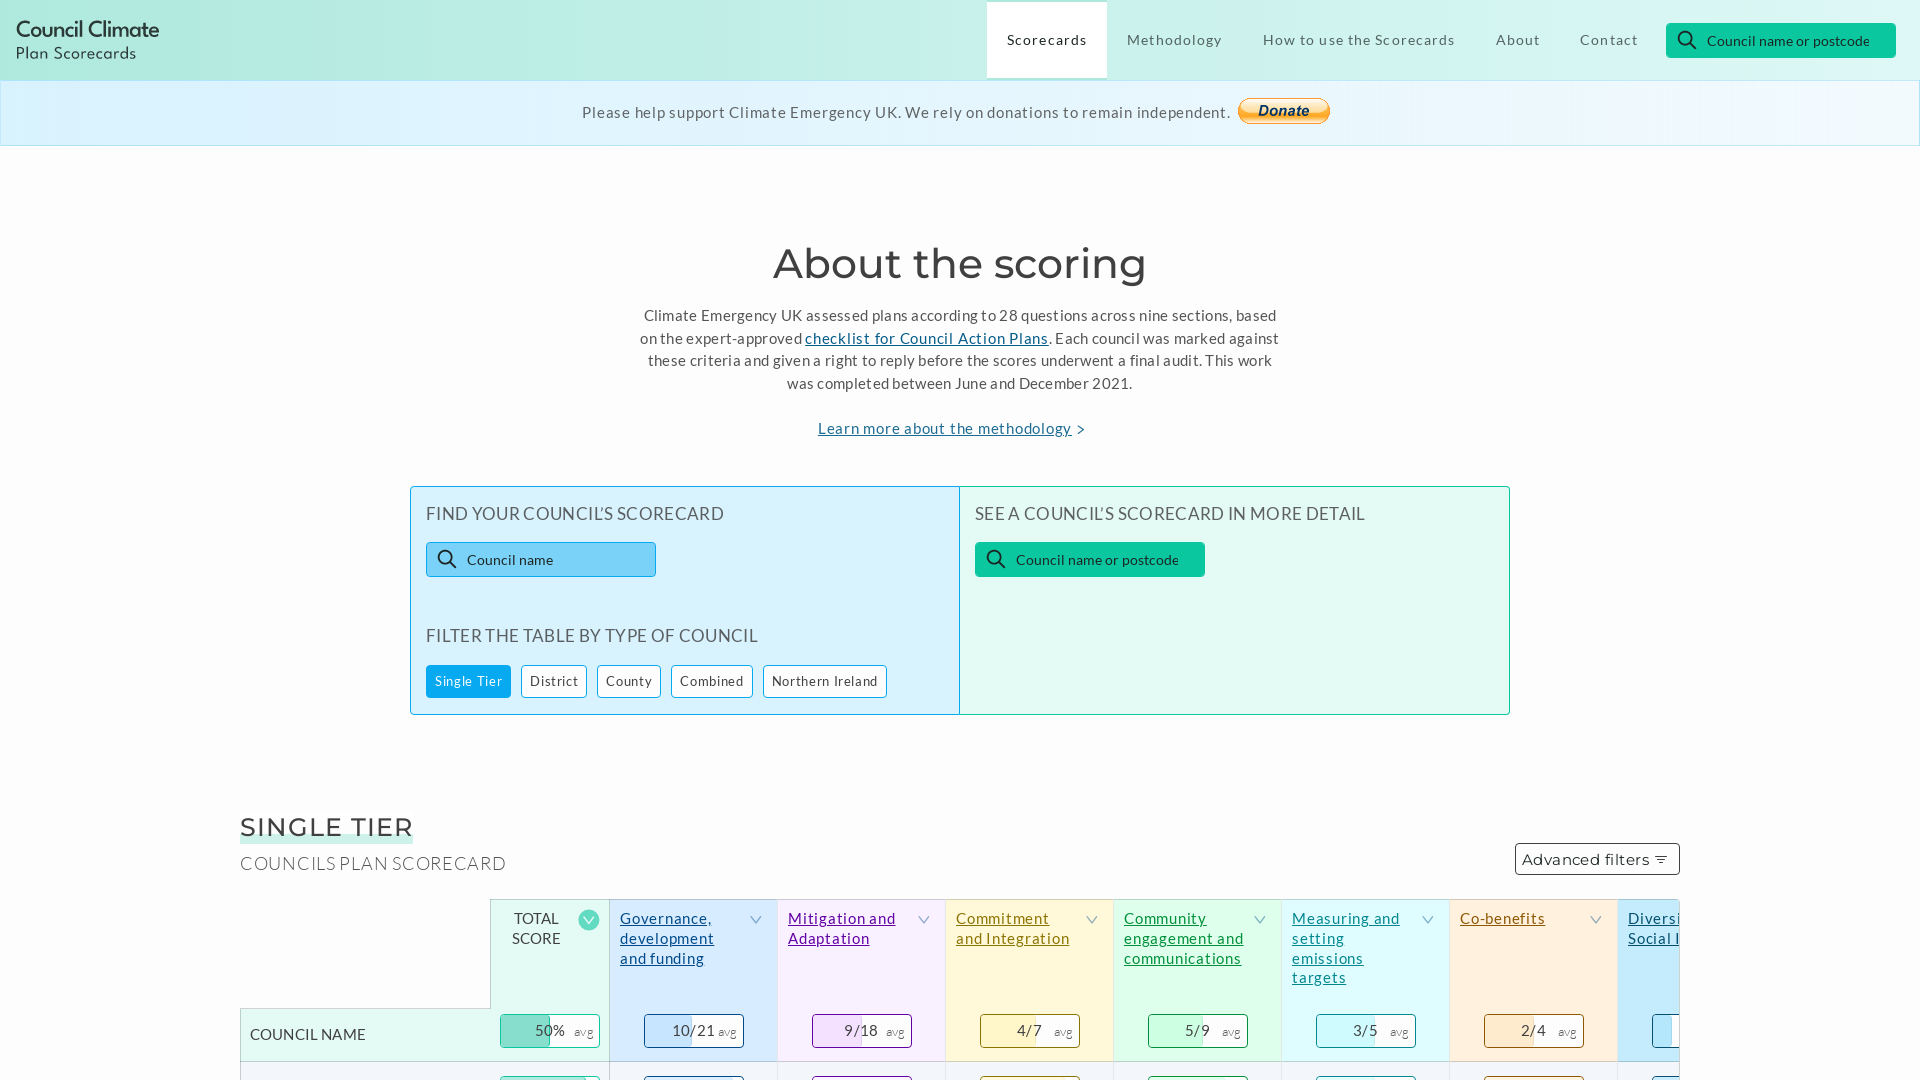 Council Climate
Plan Scorecards
Scorecards
Methodology
How to use the Scorecards
About
Contact
Council name or postcode
Please help support Climate Emergency UK. We rely on donations to remain independent.
Donate
About the scoring
Climate Emergency UK assessed plans according to 28 questions across nine sections, based
on the expert-approved checklist for Council Action Plans. Each council was marked against
these criteria and given a right to reply before the scores underwent a final audit. This work
was completed between June and December 2021.
Learn more about the methodology >
FIND YOUR COUNCIL’S SCORECARD
Council name
FILTER THE TABLE BY TYPE OF COUNCIL
Single Tier
District
County
Combined
Northern Ireland
SEE A COUNCIL’S SCORECARD IN MORE DETAIL
Council name or postcode
SINGLE TIER
COUNCILS PLAN SCORECARD
Advanced filters
TOTAL
SCORE
Governance,
development
and funding
Mitigation and
Adaptation
Commitment
and Integration
Community
engagement and
communications
Measuring and
setting
emissions
targets
Co-benefits
Diversi
Social I
COUNCIL NAME
50% avg
10/21 avg
9/18 avg
4/7 avg
5/9 avg
3/5 avg
2/4 avg